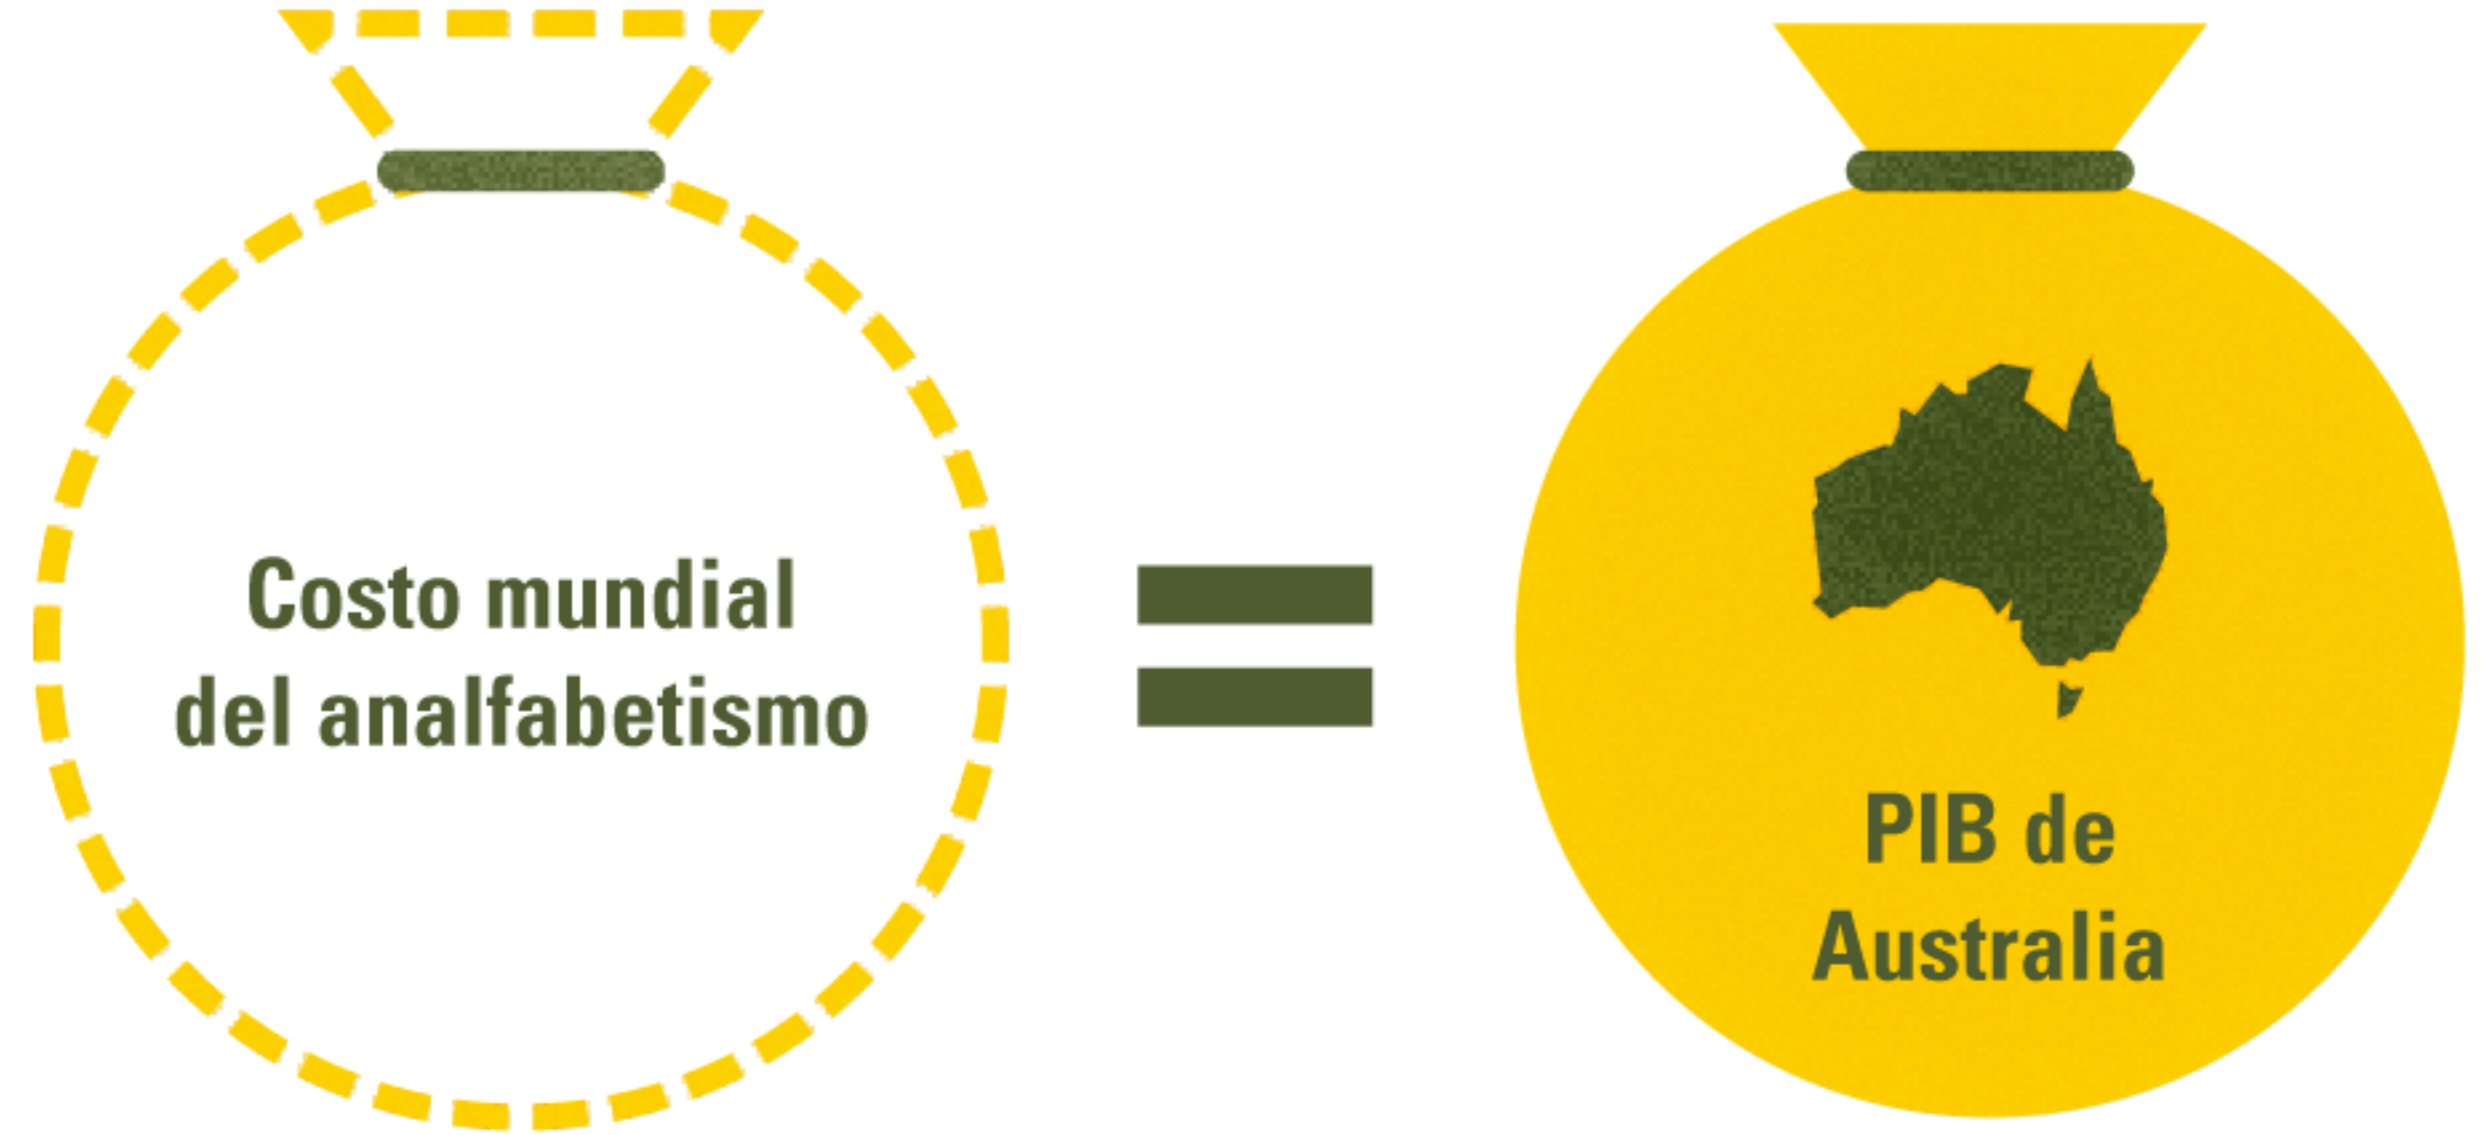 Costo mundial
del analfabetismo
=
PIB de
Australia